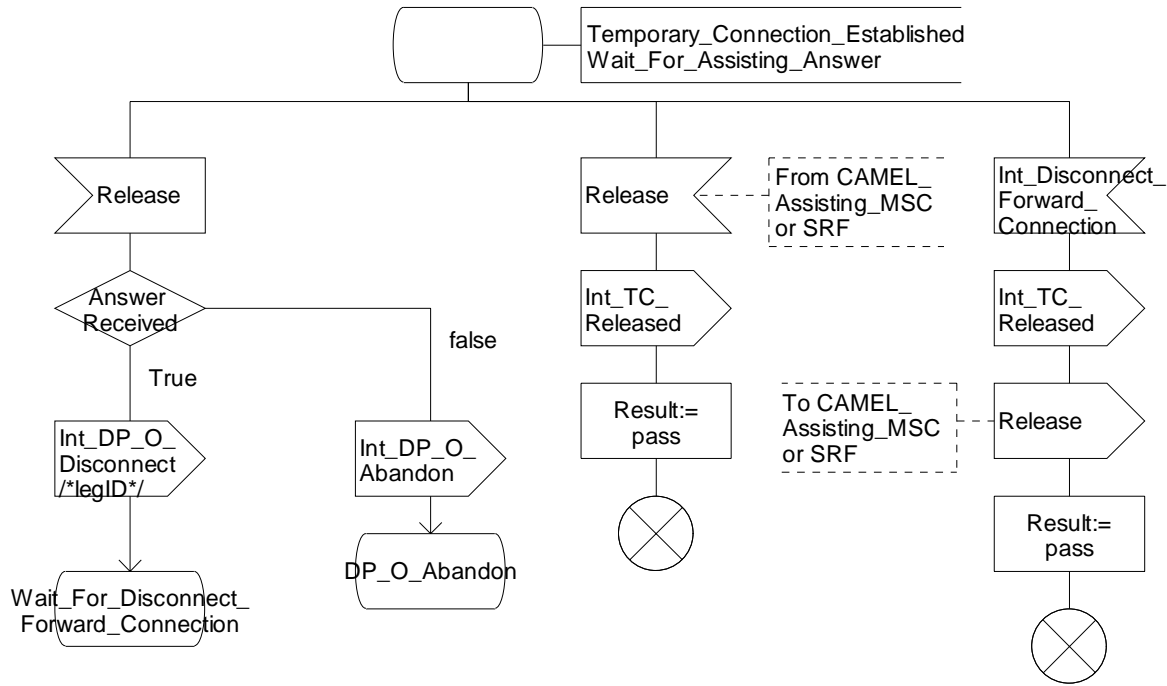 Temporary_Connection_Established
Wait_For_Assisting_Answer
Release
Release
From CAMEL_
Assisting_MSC
or SRF
Int_Disconnect_
Forward_
Connection
Answer
Received
false
True
Int_TC_
Released
Int_TC_
Released
Int_DP_O_
Disconnect
/*legID*/
Int_DP_O_
Abandon
Result:=
pass
To CAMEL_
Assisting_MSC
or SRF
Release
Wait_For_Disconnect_
Forward_Connection
DP_O_Abandon
Result:=
pass